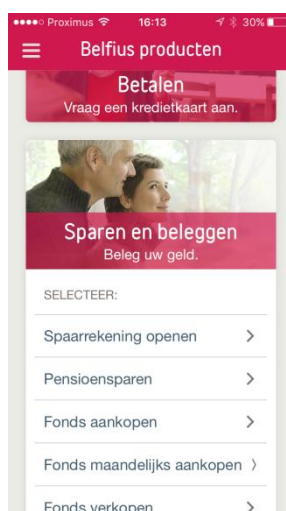 Proximus 16:13 30%
Belfius producten
Betalen
Vraag een kredietkaart aan.
Sparen en beleggen
Beleg uw geld.
SELECTEER:
Spaarrekening openen
Pensioensparen
Fonds aankopen
Fonds maandelijks aankopen
Fonds verkopen